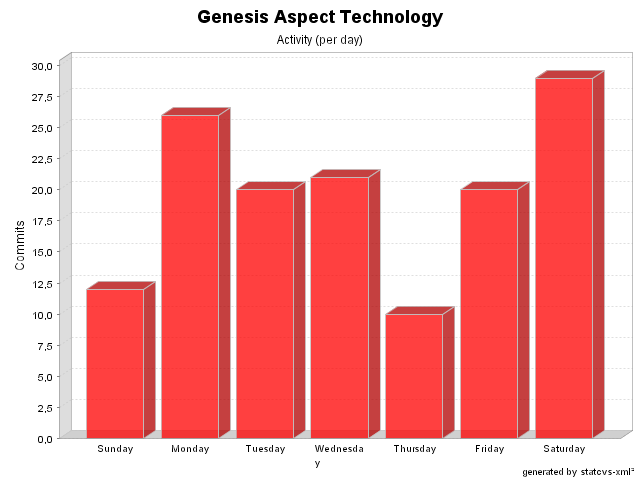 Genesis Aspect Technology
Activity (per day)
Commits
30,0
27,5
25,0
22,5
20,0
17,5
15,0
12,5
10,0
7,5
5,0
2,5
0,0
Sunday Monday Tuesday Wednesda Thursday Friday Saturday
y
generated by statcvs-xml²